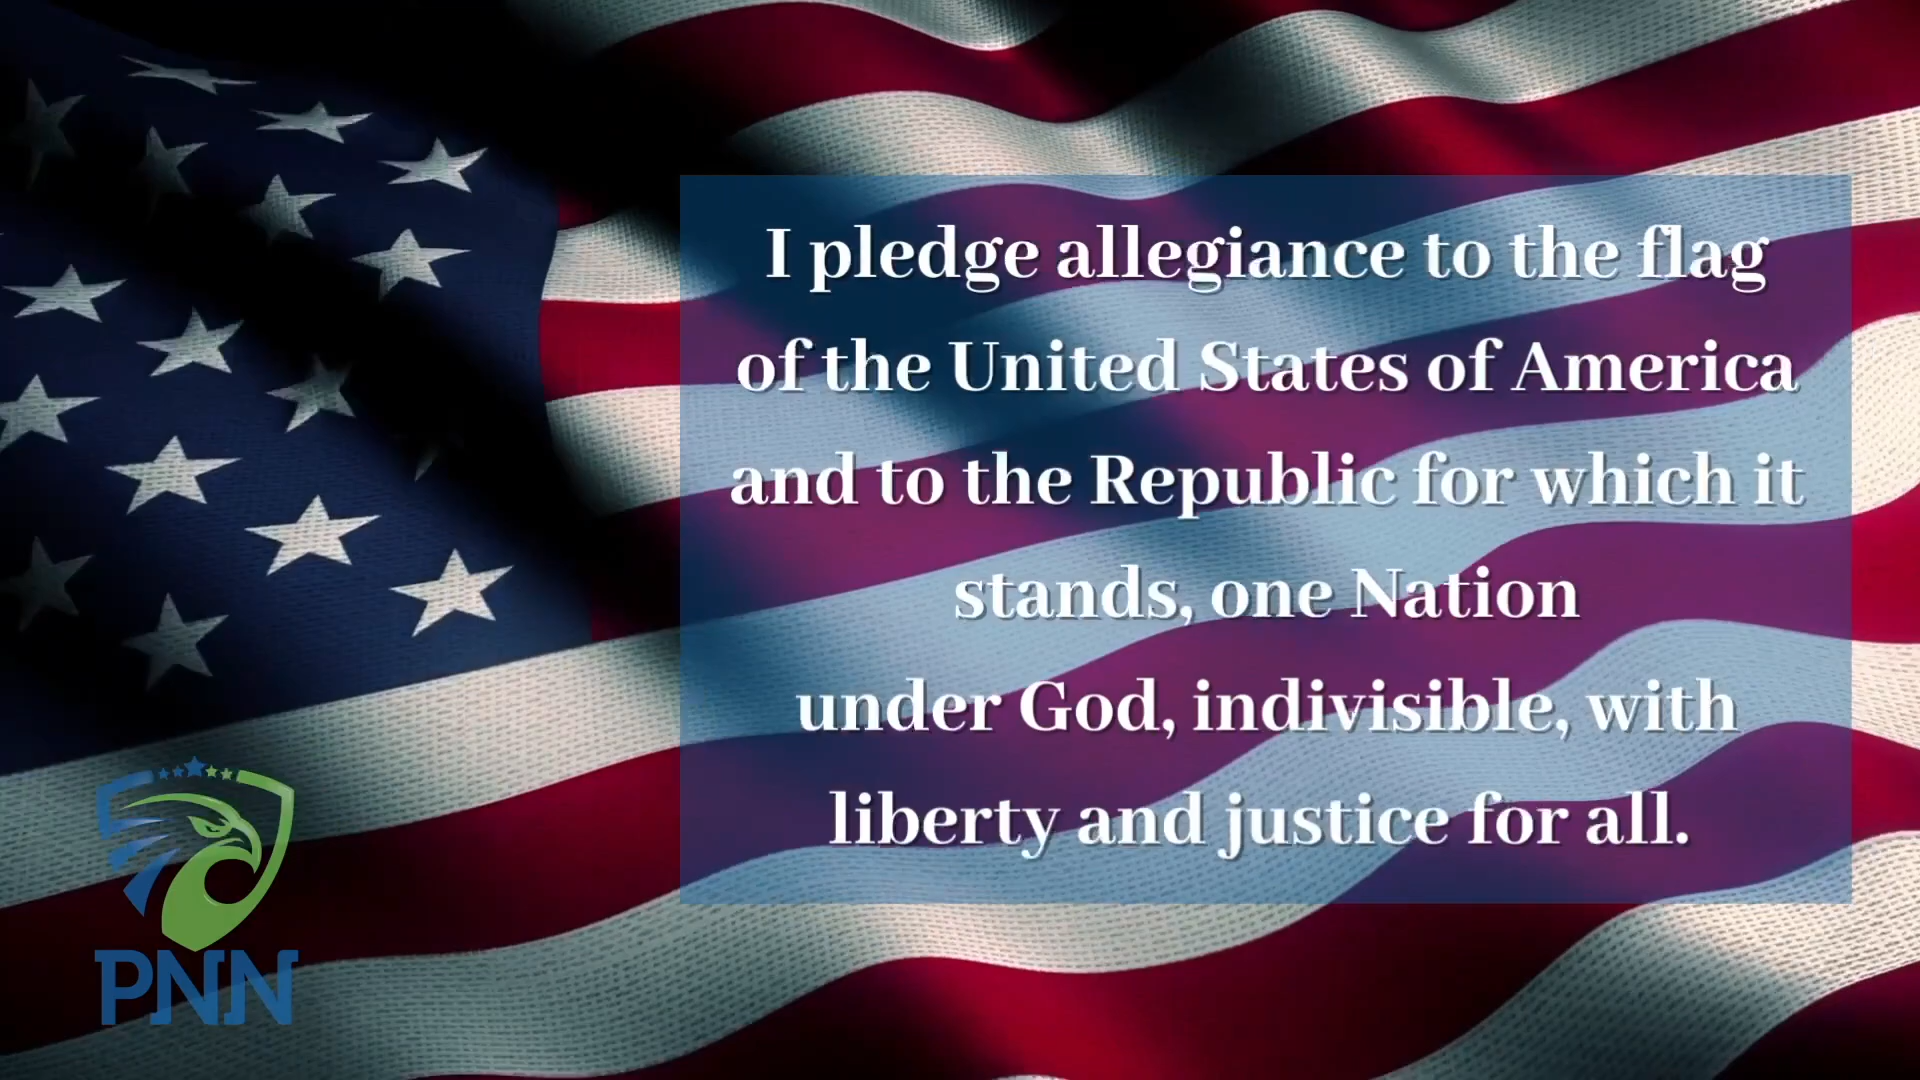 I pledge allegiance to the flag
of the United States of America
and to the Republic for which it
stands, one Nation
under God, indivisible, with
liberty and justice for all.
PNN